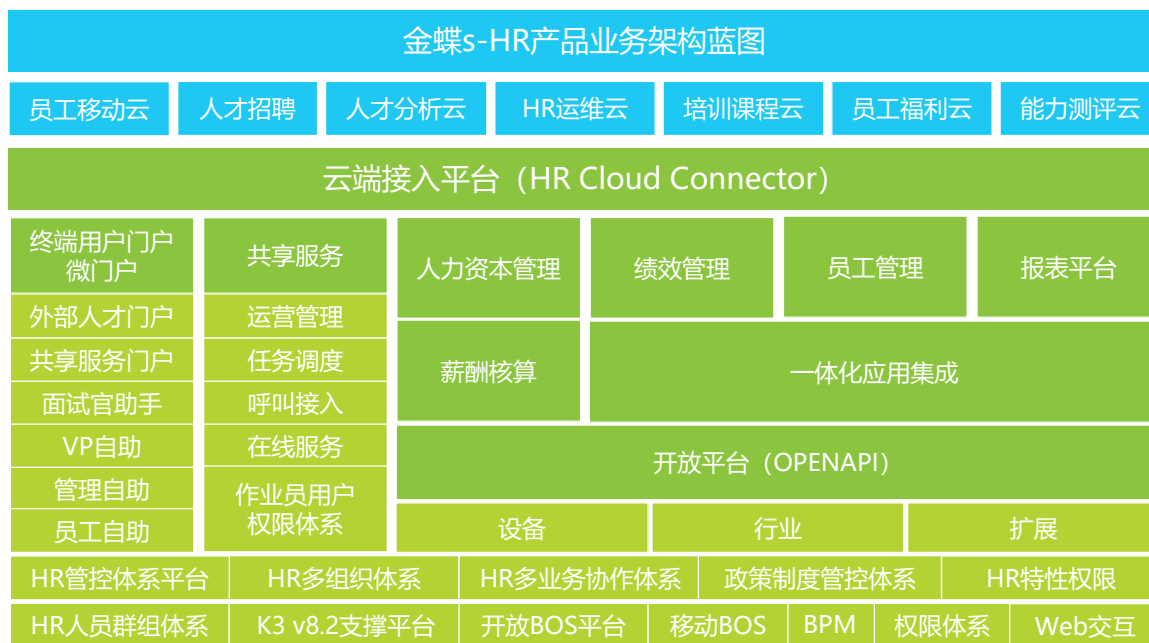 金蝶s-HR产品业务架构蓝图
员工移动云
人才招聘
人才分析云
HR运维云
培训课程云
员工福利云
能力测评云
云端接入平台（HR Cloud Connector）
终端用户门户
微门户
外部人才门户
共享服务门户
面试官助手
VP自助
管理自助
员工自助
共享服务
运营管理
任务调度
呼叫接入
在线服务
作业员用户
权限体系
人力资本管理
绩效管理
员工管理
报表平台
薪酬核算
一体化应用集成
开放平台（OPENAPI）
设备
行业
扩展
HR管控体系平台
HR多组织体系
HR多业务协作体系
政策制度管控体系
HR特性权限
HR人员群组体系
K3 v8.2支撑平台
开放BOS平台
移动BOS
BPM
权限体系
Web交互